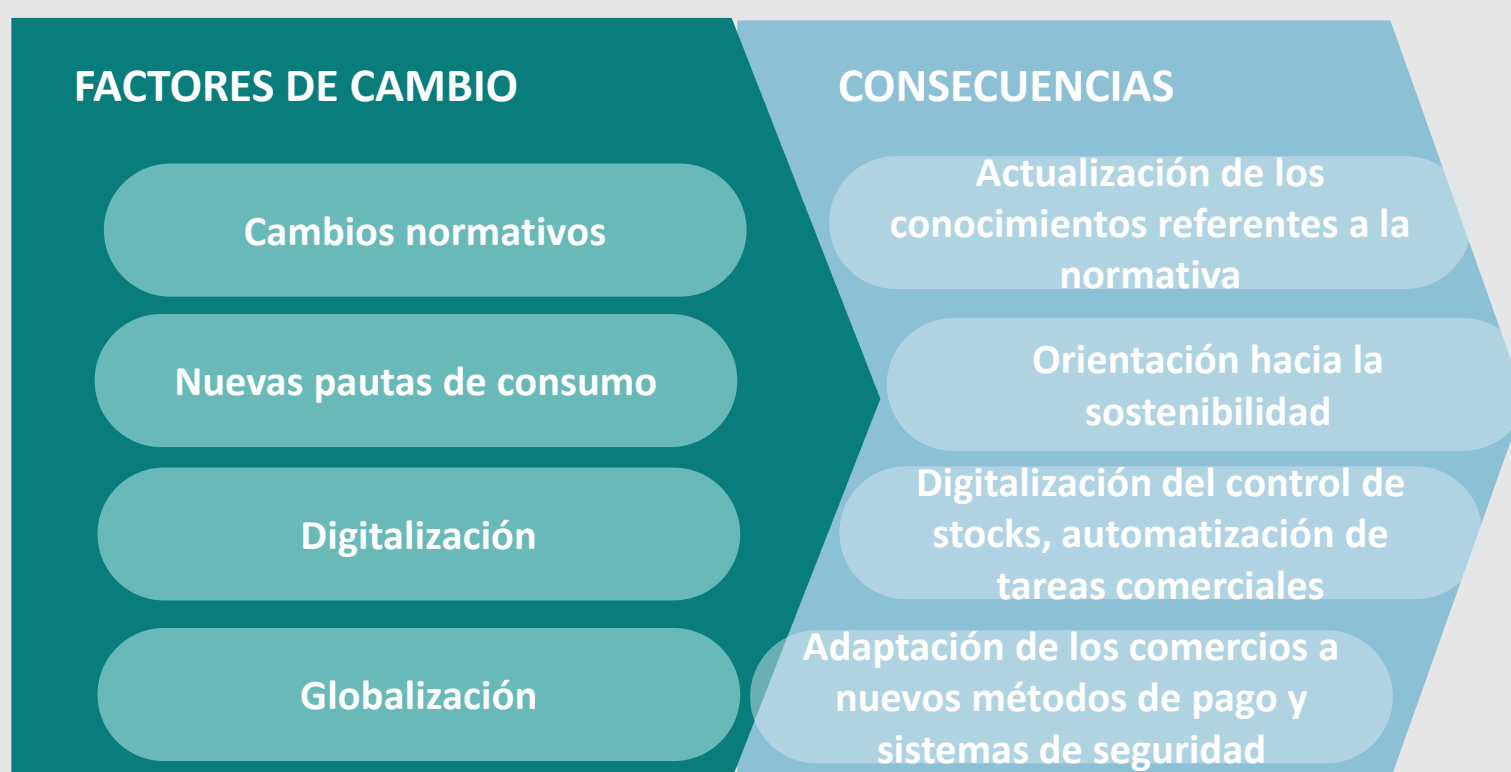 FACTORES DE CAMBIO
Cambios normativos
Nuevas pautas de consumo
Digitalización
Globalización
CONSECUENCIAS
Actualización de los
conocimientos referentes a la
normativa
Orientación hacia la
sostenibilidad
Digitalización del control de
stocks, automatización de
tareas comerciales
Adaptación de los comercios a
nuevos métodos de pago y
sistemas de seguridad